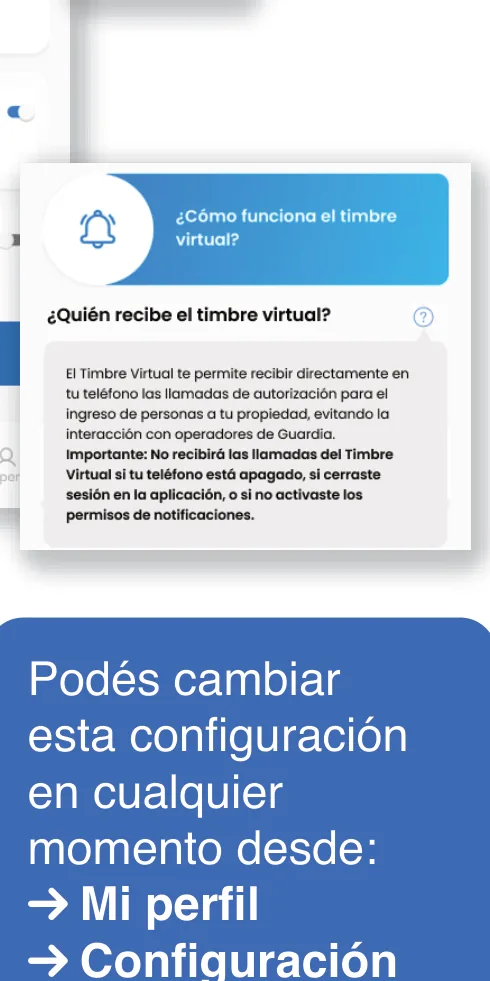 ¿Cómo funciona el timbre
virtual?
¿Quién recibe el timbre virtual?
?
El Timbre Virtual te permite recibir directamente en
tu teléfono las llamadas de autorización para el
ingreso de personas a tu propiedad, evitando la
interacción con operadores de Guardia.
Importante: No recibirá las llamadas del Timbre
Virtual si tu teléfono está apagado, si cerraste
sesión en la aplicación, o si no activaste los
permisos de notificaciones.
Podés cambiar
esta configuración
en cualquier
momento desde:
→ Mi perfil
→ Configuración